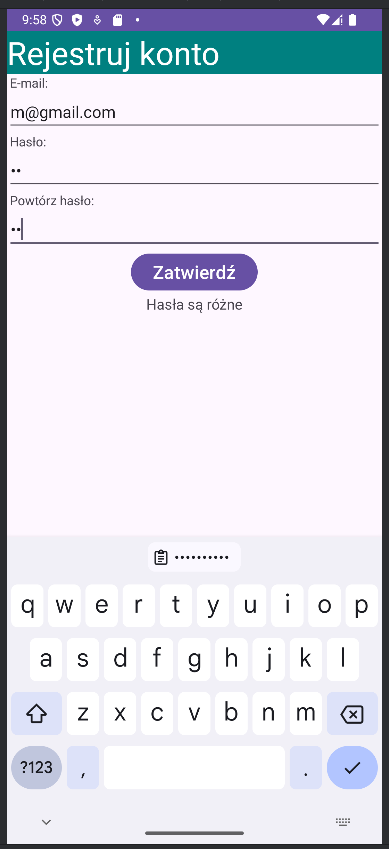 9:58
Rejestruj konto
E-mail:
m@gmail.com
Hasło:
••
Powtórz hasło:
••
Zatwierdź
Hasła są różne
••••••••••
q w e r t y u i o p
a s d f g h j k l
z x c v b n m
?123 , .